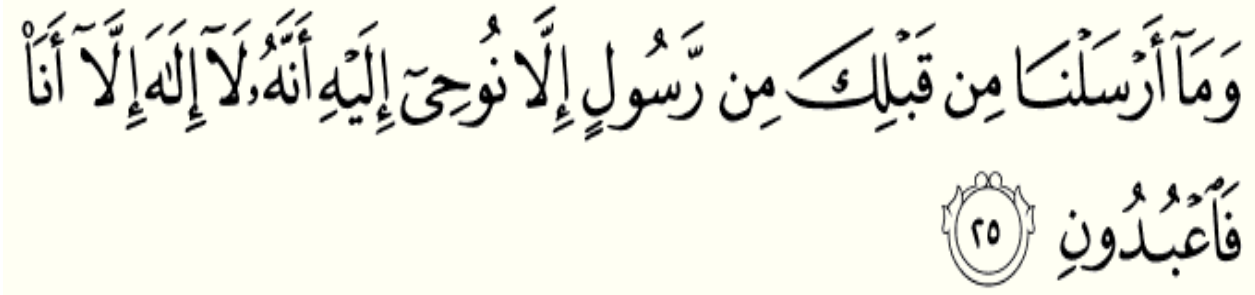 وَمَآ أَرْسَلْنَا مِن قَبْلِكَ مِن رَّسُولٍ إِلَّا نُوحِىٓ إِلَيْهِ أَنَّهُۥ لَآ إِلَٰهَ إِلَّآ أَنَا۠
فَٱعْبُدُونِ ٢٥